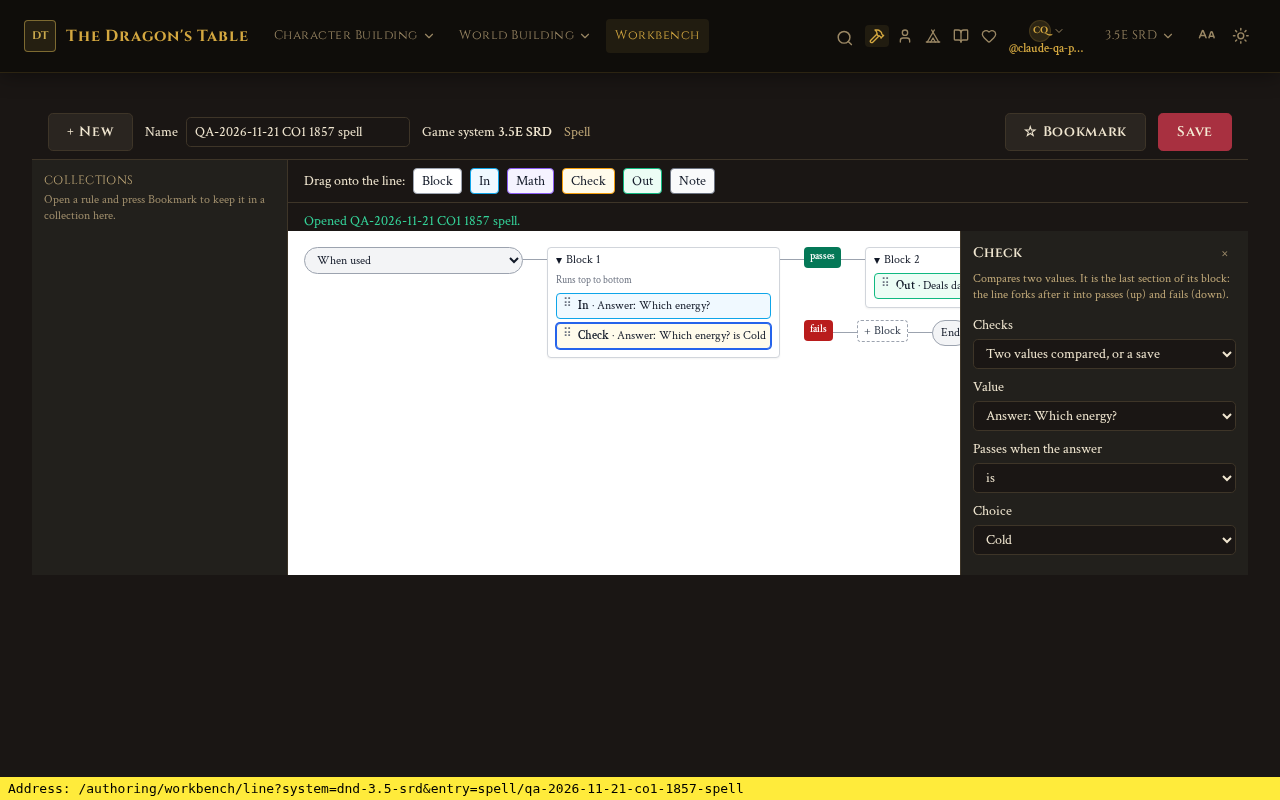 DT The Dragon's Table Character Building World Building Workbench CQ 3.5E SRD AA
@claude-qa-p...
+ New Name QA-2026-11-21 CO1 1857 spell Game system 3.5E SRD Spell ☆ Bookmark Save
Collections
Open a rule and press Bookmark to keep it in a
collection here.
Drag onto the line: Block In Math Check Out Note
Opened QA-2026-11-21 CO1 1857 spell.
When used
▾ Block 1
Runs top to bottom
In · Answer: Which energy?
Check · Answer: Which energy? is Cold
passes
▾ Block 2
Out · Deals da
fails
+ Block
End
Check ×
Compares two values. It is the last section of its block:
the line forks after it into passes (up) and fails (down).
Checks
Two values compared, or a save
Value
Answer: Which energy?
Passes when the answer
is
Choice
Cold
Address: /authoring/workbench/line?system=dnd-3.5-srd&entry=spell/qa-2026-11-21-co1-1857-spell